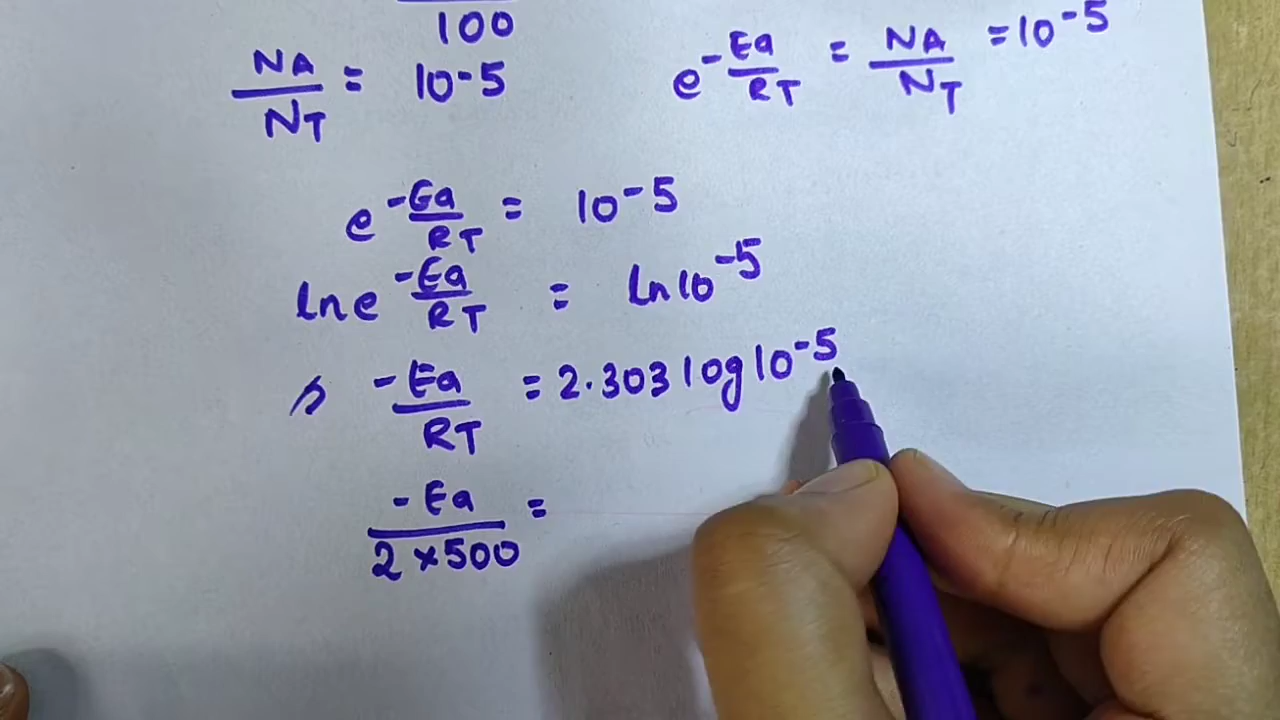 100
NA/NT = 10-5
e^-Ea/RT = NA/NT = 10^-5
e^-Ea/RT = 10^-5
ln e^-Ea/RT = ln 10^-5
-Ea/RT = 2.303 log 10^-5
-Ea/2×500 =